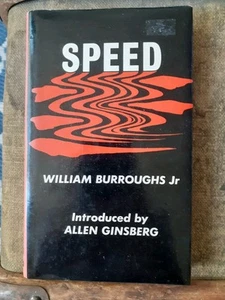 SPEED
WILLIAM BURROUGHS Jr
Introduced by
ALLEN GINSBERG